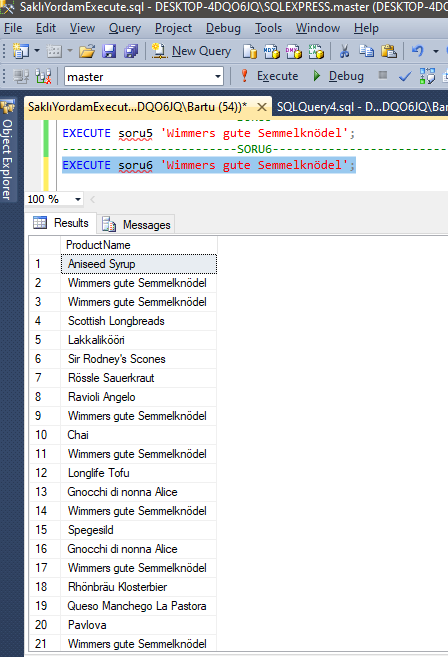 SaklıYordamExecute.sql - DESKTOP-4DQO6JQ\SQLEXPRESS.master (DESKTOP-4DQ
File Edit View Query Project Debug Tools Window Help
New Query
master Execute Debug
SaklıYordamExecut...DQO6JQ\Bartu (54))* SQLQuery4.sql - D...DQO6JQ\Bar
Object Explorer
EXECUTE soru5 'Wimmers gute Semmelknödel';
SORU6
EXECUTE soru6 'Wimmers gute Semmelknödel';
100 %
Results Messages
ProductName
1 Aniseed Syrup
2 Wimmers gute Semmelknödel
3 Wimmers gute Semmelknödel
4 Scottish Longbreads
5 Lakkalikööri
6 Sir Rodney's Scones
7 Rössle Sauerkraut
8 Ravioli Angelo
9 Wimmers gute Semmelknödel
10 Chai
11 Wimmers gute Semmelknödel
12 Longlife Tofu
13 Gnocchi di nonna Alice
14 Wimmers gute Semmelknödel
15 Spegesild
16 Gnocchi di nonna Alice
17 Wimmers gute Semmelknödel
18 Rhönbräu Klosterbier
19 Queso Manchego La Pastora
20 Pavlova
21 Wimmers gute Semmelknödel